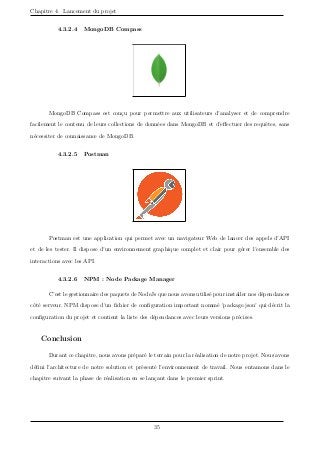 Chapitre 4. Lancement du projet
4.3.2.4 MongoDB Compass
MongoDB Compass est conçu pour permettre aux utilisateurs d'analyser et de comprendre
facilement le contenu de leurs collections de données dans MongoDB et d'effectuer des requêtes, sans
nécessiter de connaissance de MongoDB.
4.3.2.5 Postman
Postman est une application qui permet avec un navigateur Web de lancer des appels d'API
et de les tester. Il dispose d'un environnement graphique complet et clair pour gérer l'ensemble des
interactions avec les API.
4.3.2.6 NPM : Node Package Manager
C'est le gestionnaire des paquets de NodeJs que nous avons utilisé pour installer nos dépendances
côté serveur. NPM dispose d'un fichier de configuration important nommé 'package.json' qui décrit la
configuration du projet et contient la liste des dépendances avec leurs versions précises.
Conclusion
Durant ce chapitre, nous avons préparé le terrain pour la réalisation de notre projet. Nous avons
défini l'architecture de notre solution et présenté l'environnement de travail. Nous entamons dans le
chapitre suivant la phase de réalisation en se lançant dans le premier sprint.
35